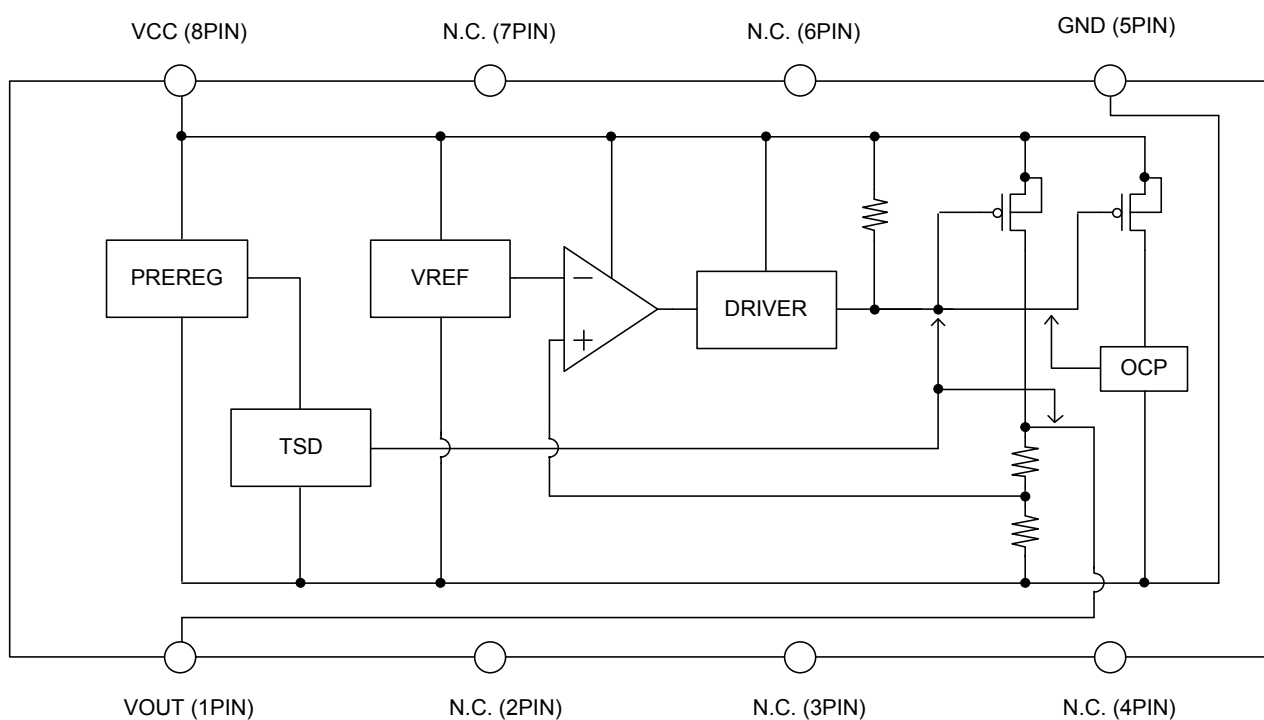 VCC (8PIN)
N.C. (7PIN)
N.C. (6PIN)
GND (5PIN)
PREREG
VREF
−
+
DRIVER
OCP
TSD
VOUT (1PIN)
N.C. (2PIN)
N.C. (3PIN)
N.C. (4PIN)